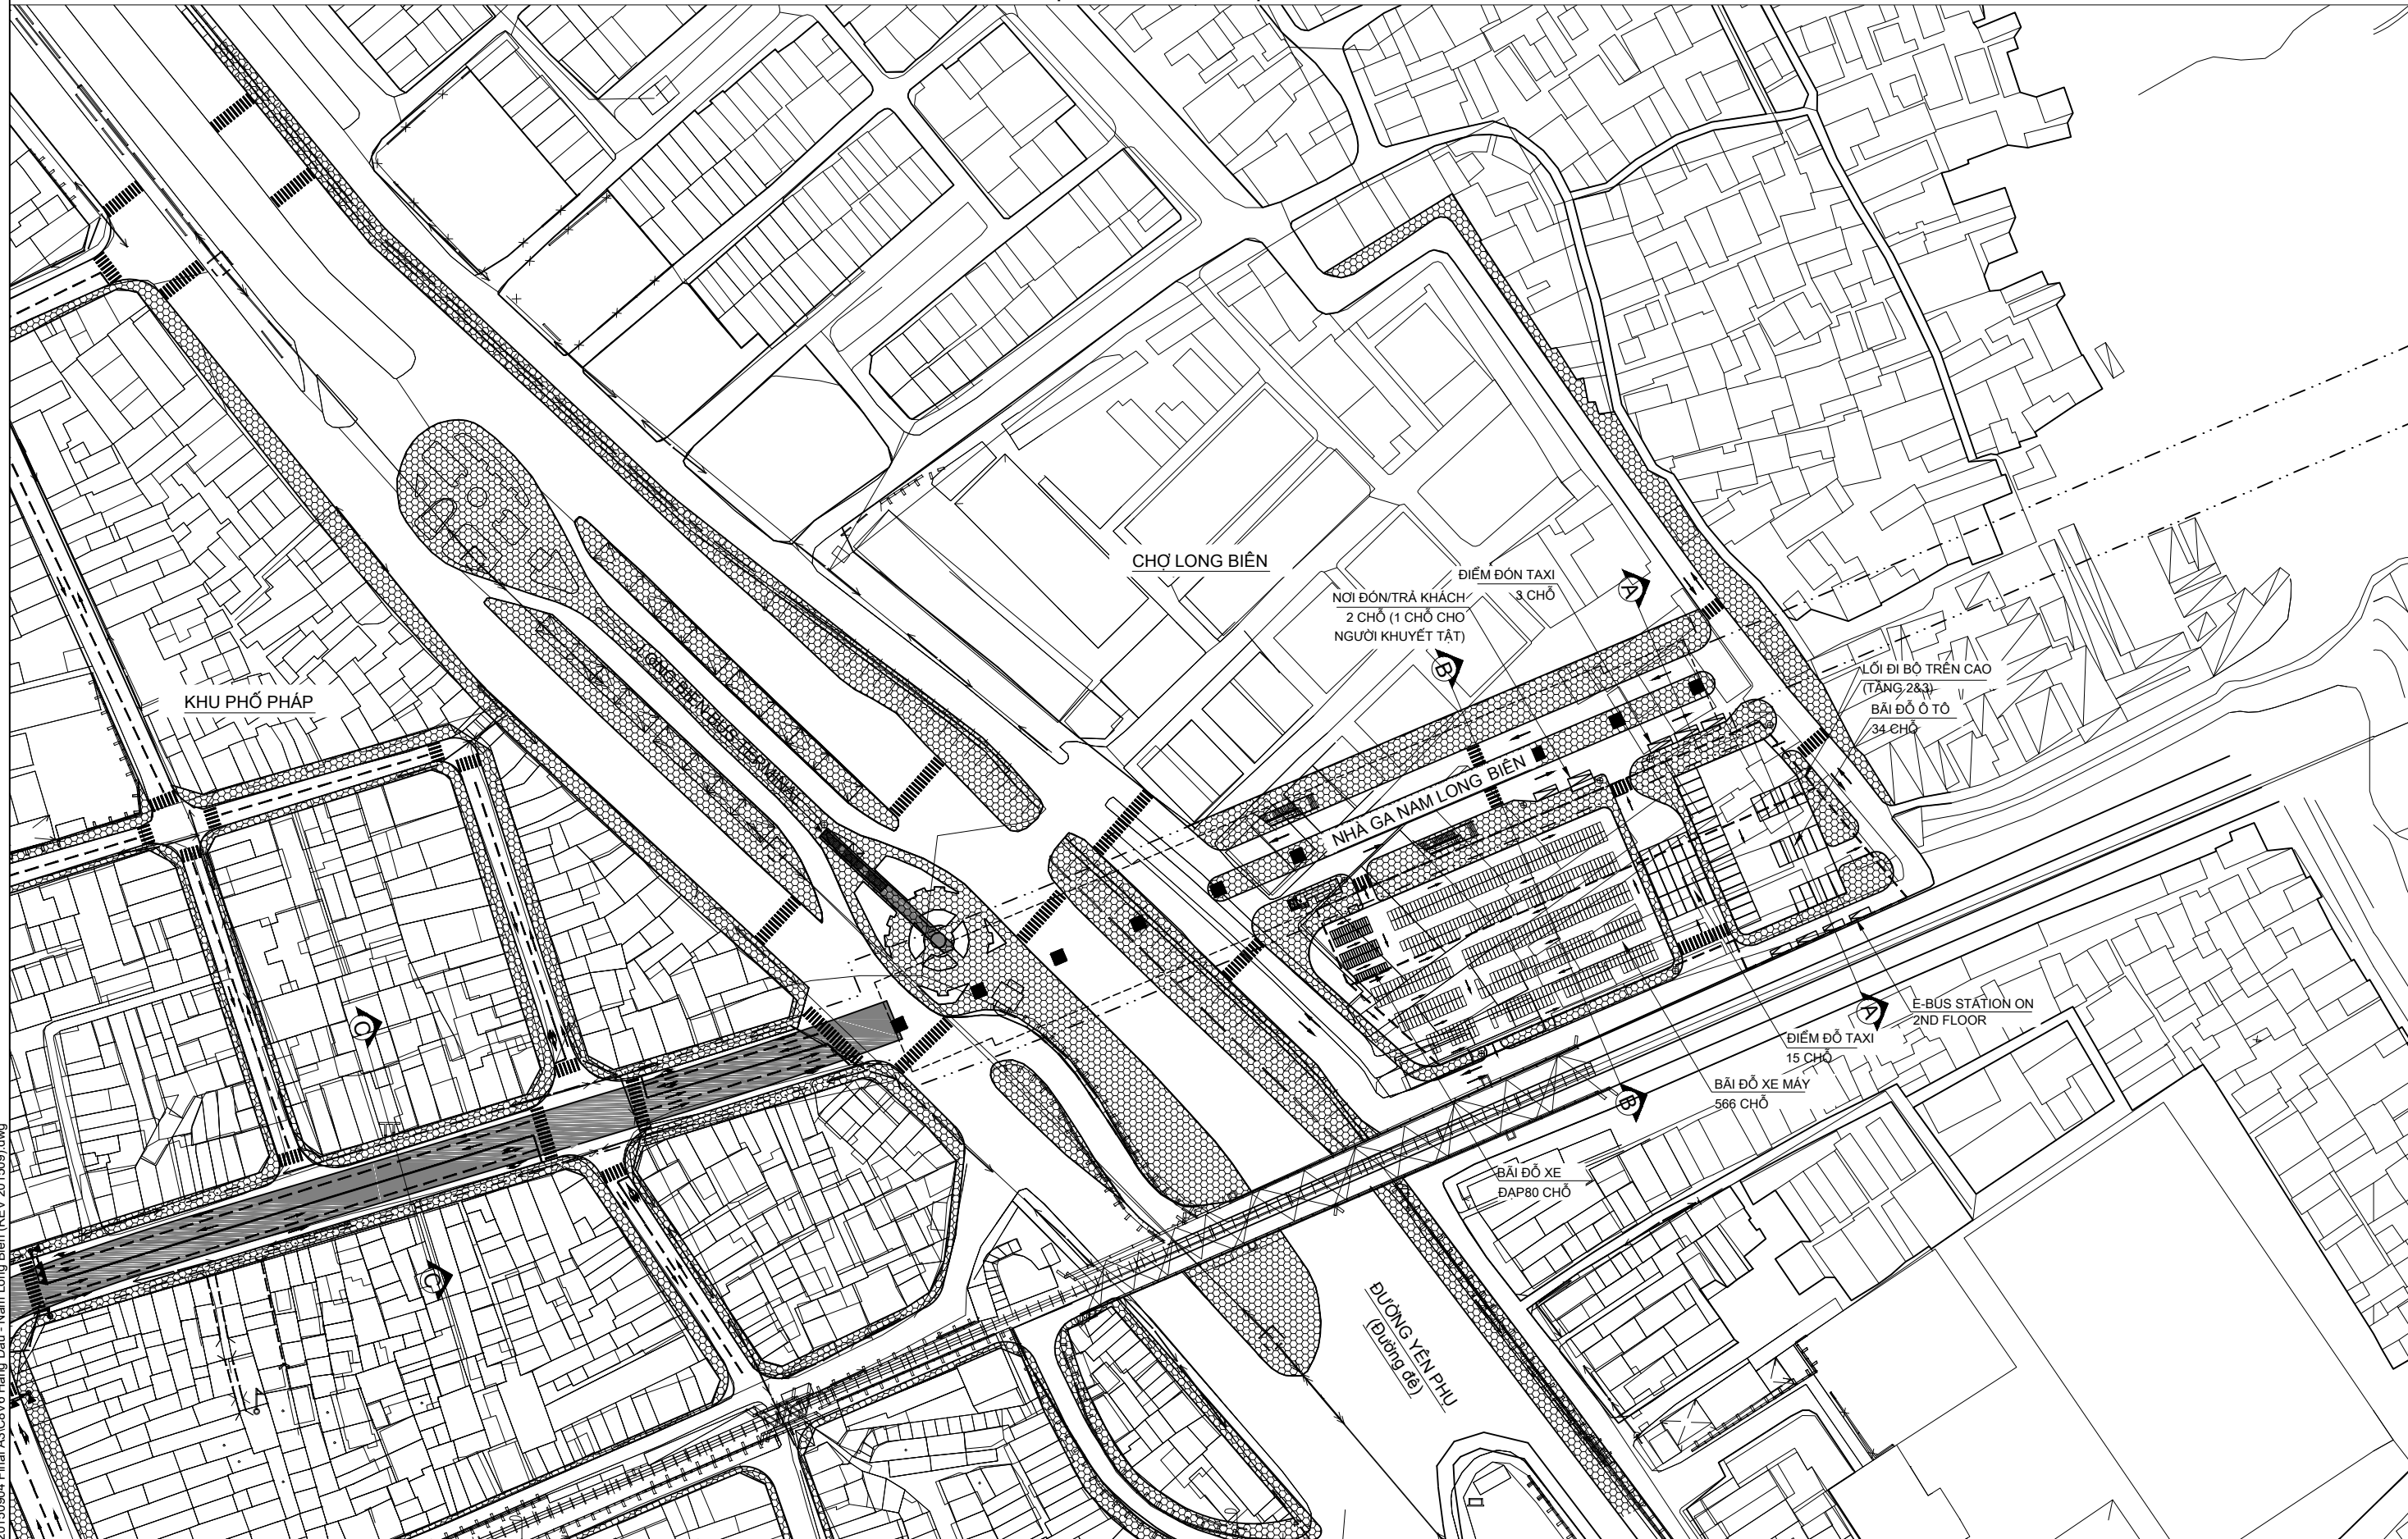 CHỢ LONG BIÊN
ĐIỂM ĐÓN TAXI
3 CHỖ
A
NƠI ĐÓN/TRẢ KHÁCH
2 CHỖ (1 CHỖ CHO
NGƯỜI KHUYẾT TẬT)
B
LỐI ĐI BỘ TRÊN CAO
(TẦNG 2&3)
BÃI ĐỖ Ô TÔ
34 CHỖ
KHU PHỐ PHÁP
LONG BIEN BUS TERMINAL
NHÀ GA NAM LONG BIÊN
E-BUS STATION ON
2ND FLOOR
A
ĐIỂM ĐỖ TAXI
15 CHỖ
BÃI ĐỖ XE MÁY
566 CHỖ
B
BÃI ĐỖ XE
ĐẠP80 CHỖ
C
ĐƯỜNG YÊN PHỤ
(Đường đê)